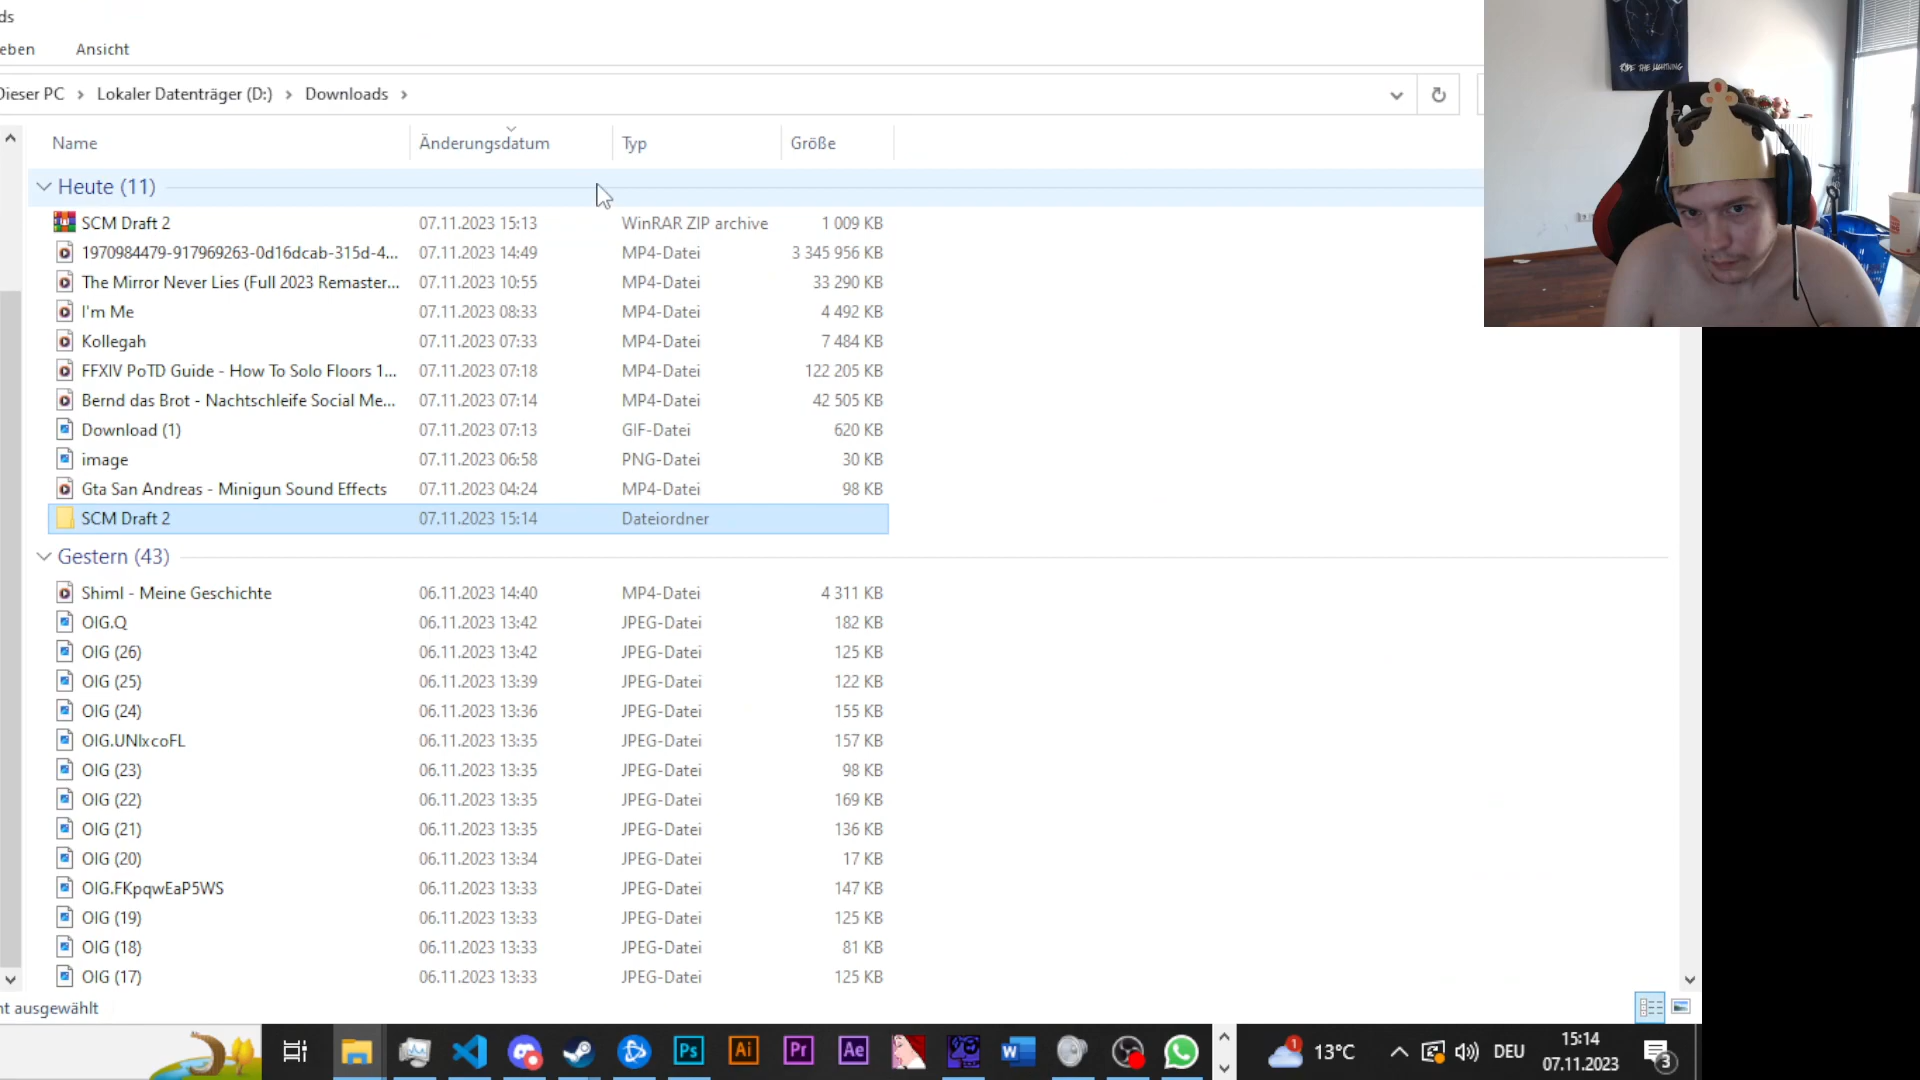 ds
eben Ansicht
Dieser PC > Lokaler Datenträger (D:) > Downloads >
Name Änderungsdatum Typ Größe
Heute (11)
SCM Draft 2 07.11.2023 15:13 WinRAR ZIP archive 1 009 KB
1970984479-917969263-0d16dcab-315d-4... 07.11.2023 14:49 MP4-Datei 3 345 956 KB
The Mirror Never Lies (Full 2023 Remaster... 07.11.2023 10:55 MP4-Datei 33 290 KB
I'm Me 07.11.2023 08:33 MP4-Datei 4 492 KB
Kollegah 07.11.2023 07:33 MP4-Datei 7 484 KB
FFXIV PoTD Guide - How To Solo Floors 1... 07.11.2023 07:18 MP4-Datei 122 205 KB
Bernd das Brot - Nachtschleife Social Me... 07.11.2023 07:14 MP4-Datei 42 505 KB
Download (1) 07.11.2023 07:13 GIF-Datei 620 KB
image 07.11.2023 06:58 PNG-Datei 30 KB
Gta San Andreas - Minigun Sound Effects 07.11.2023 04:24 MP4-Datei 98 KB
SCM Draft 2 07.11.2023 15:14 Dateiordner
Gestern (43)
Shiml - Meine Geschichte 06.11.2023 14:40 MP4-Datei 4 311 KB
OIG.Q 06.11.2023 13:42 JPEG-Datei 182 KB
OIG (26) 06.11.2023 13:42 JPEG-Datei 125 KB
OIG (25) 06.11.2023 13:39 JPEG-Datei 122 KB
OIG (24) 06.11.2023 13:36 JPEG-Datei 155 KB
OIG.UNlxcoFL 06.11.2023 13:35 JPEG-Datei 157 KB
OIG (23) 06.11.2023 13:35 JPEG-Datei 98 KB
OIG (22) 06.11.2023 13:35 JPEG-Datei 169 KB
OIG (21) 06.11.2023 13:35 JPEG-Datei 136 KB
OIG (20) 06.11.2023 13:34 JPEG-Datei 17 KB
OIG.FKpqwEaP5WS 06.11.2023 13:33 JPEG-Datei 147 KB
OIG (19) 06.11.2023 13:33 JPEG-Datei 125 KB
OIG (18) 06.11.2023 13:33 JPEG-Datei 81 KB
OIG (17) 06.11.2023 13:33 JPEG-Datei 125 KB
nt ausgewählt
RIDE THE LIGHTNING
Ps Ai Pr Ae W 1 13°C DEU 15:14 3
07.11.2023